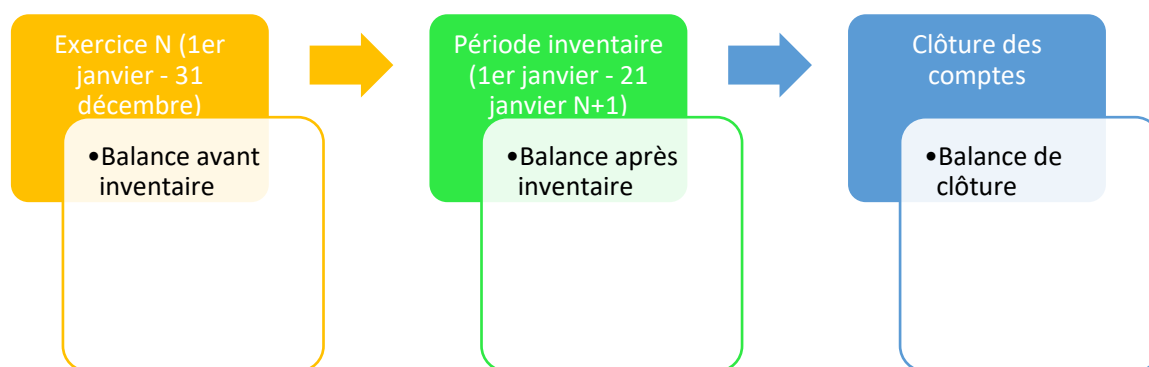 Exercice N (1er
janvier - 31
décembre)
•Balance avant
inventaire
Période inventaire
(1er janvier - 21
janvier N+1)
•Balance après
inventaire
Clôture des
comptes
•Balance de
clôture